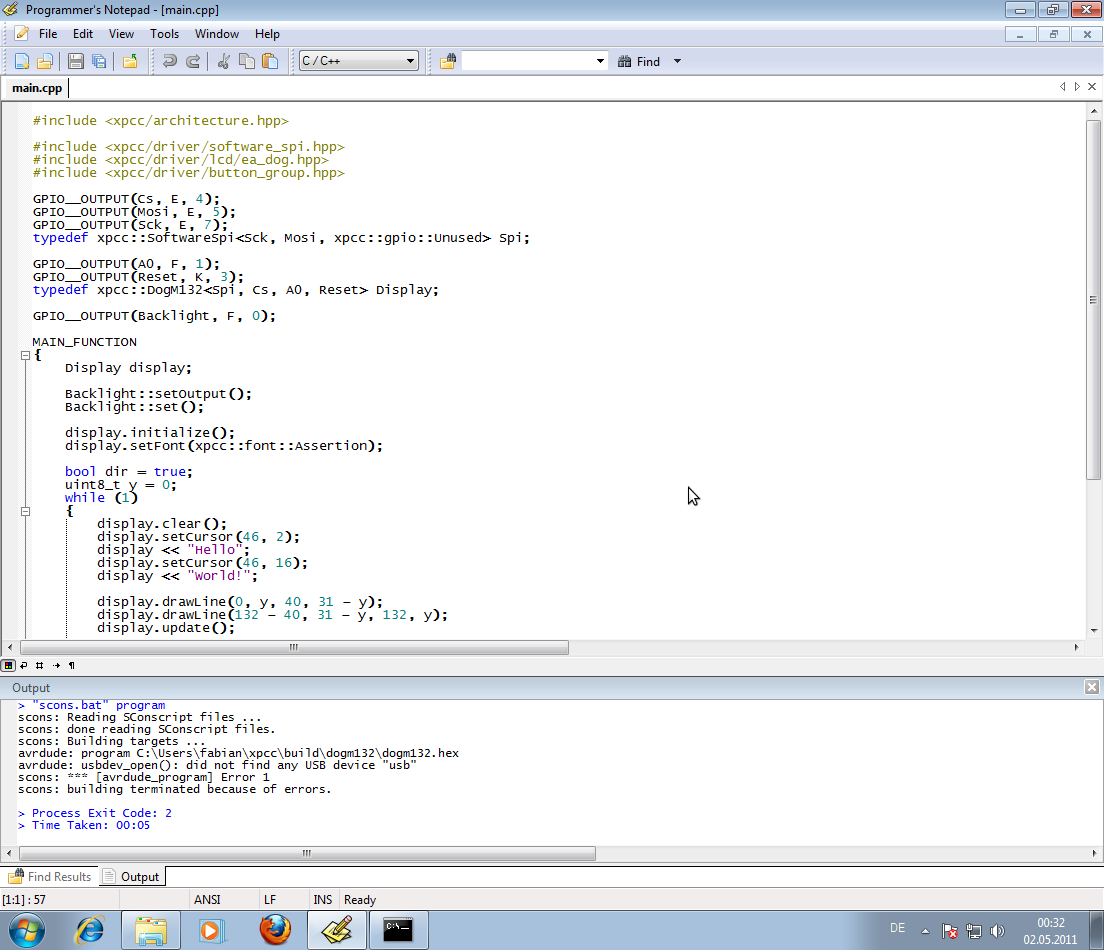 Programmer's Notepad - [main.cpp]
File Edit View Tools Window Help
C / C++ Find
main.cpp
#include <xpcc/architecture.hpp>
#include <xpcc/driver/software_spi.hpp>
#include <xpcc/driver/lcd/ea_dog.hpp>
#include <xpcc/driver/button_group.hpp>
GPIO__OUTPUT(Cs, E, 4);
GPIO__OUTPUT(Mosi, E, 5);
GPIO__OUTPUT(Sck, E, 7);
typedef xpcc::SoftwareSpi<Sck, Mosi, xpcc::gpio::Unused> Spi;
GPIO__OUTPUT(A0, F, 1);
GPIO__OUTPUT(Reset, K, 3);
typedef xpcc::DogM132<Spi, Cs, A0, Reset> Display;
GPIO__OUTPUT(Backlight, F, 0);
MAIN_FUNCTION
{
Display display;
Backlight::setOutput();
Backlight::set();
display.initialize();
display.setFont(xpcc::font::Assertion);
bool dir = true;
uint8_t y = 0;
while (1)
{
display.clear();
display.setCursor(46, 2);
display << "Hello";
display.setCursor(46, 16);
display << "World!";
display.drawLine(0, y, 40, 31 - y);
display.drawLine(132 - 40, 31 - y, 132, y);
display.update();
Output
> "scons.bat" program
scons: Reading SConscript files ...
scons: done reading SConscript files.
scons: Building targets ...
avrdude: program C:\Users\fabian\xpcc\build\dogm132\dogm132.hex
avrdude: usbdev_open(): did not find any USB device "usb"
scons: *** [avrdude_program] Error 1
scons: building terminated because of errors.
> Process Exit Code: 2
> Time Taken: 00:05
Find Results Output
[1:1] : 57 ANSI LF INS Ready
C:\ DE 00:32
02.05.2011